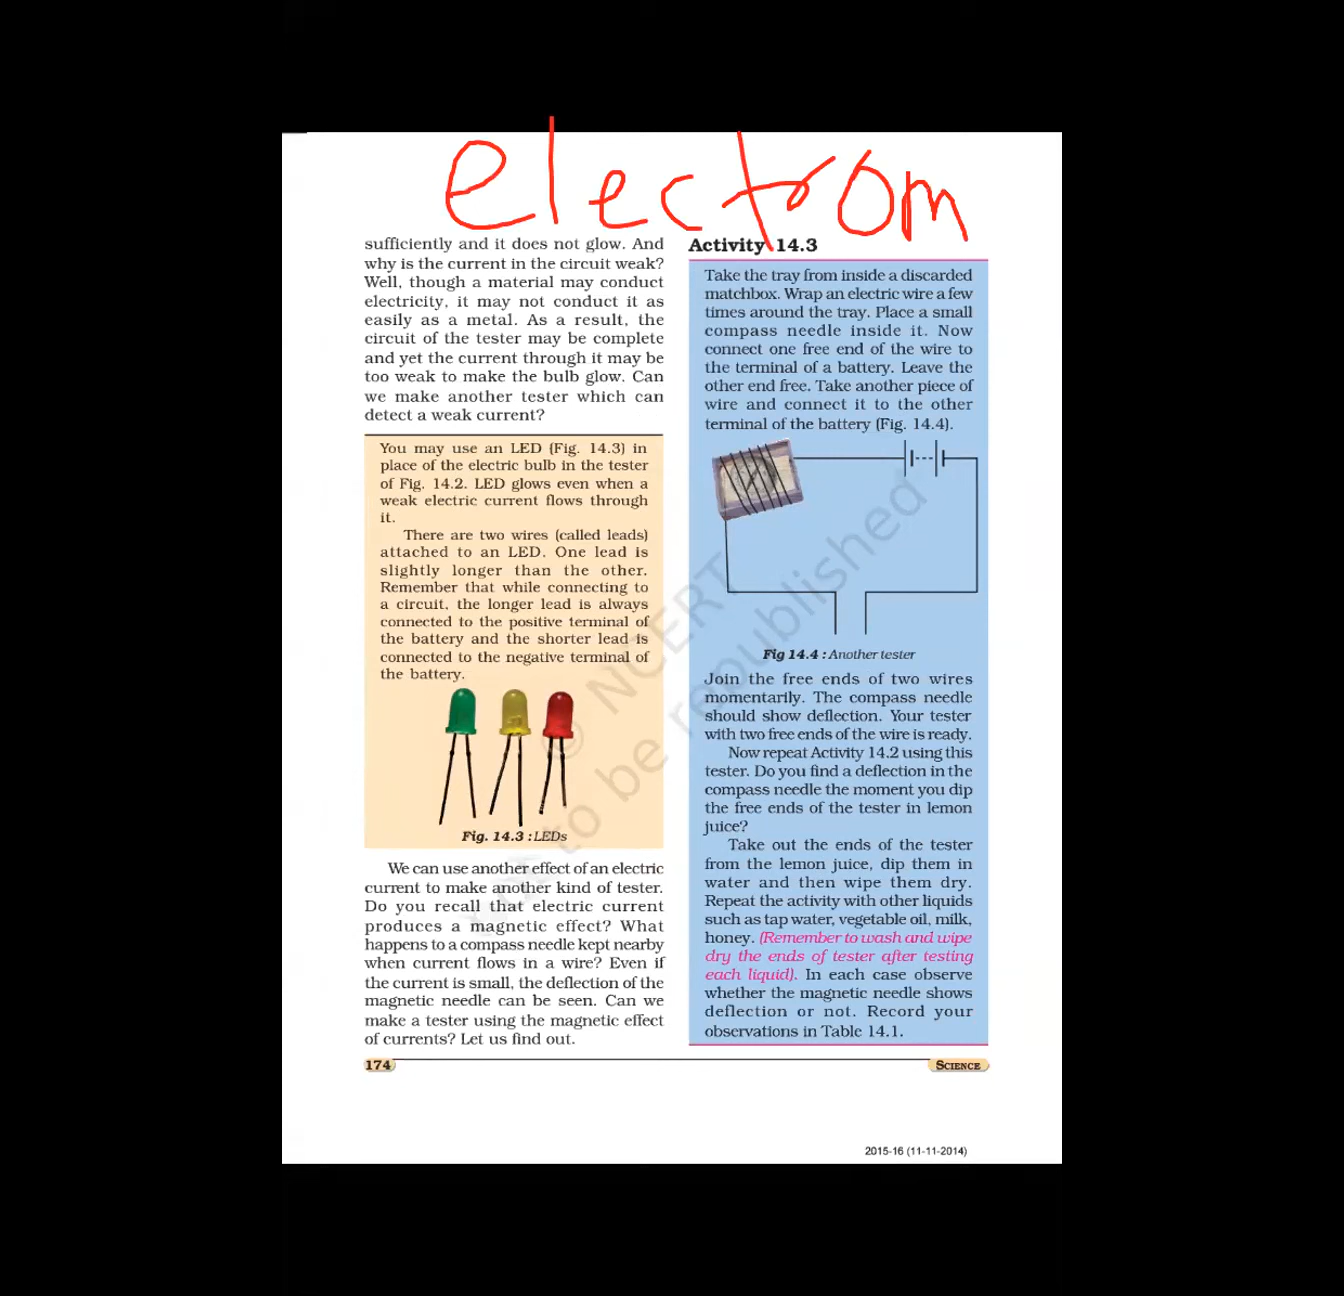 electrom
sufficiently and it does not glow. And
why is the current in the circuit weak?
Well, though a material may conduct
electricity, it may not conduct it as
easily as a metal. As a result, the
circuit of the tester may be complete
and yet the current through it may be
too weak to make the bulb glow. Can
we make another tester which can
detect a weak current?
You may use an LED (Fig. 14.3) in
place of the electric bulb in the tester
of Fig. 14.2. LED glows even when a
weak electric current flows through
it.
There are two wires (called leads)
attached to an LED. One lead is
slightly longer than the other.
Remember that while connecting to
a circuit, the longer lead is always
connected to the positive terminal of
the battery and the shorter lead is
connected to the negative terminal of
the battery.
Fig. 14.3 : LEDs
We can use another effect of an electric
current to make another kind of tester.
Do you recall that electric current
produces a magnetic effect? What
happens to a compass needle kept nearby
when current flows in a wire? Even if
the current is small, the deflection of the
magnetic needle can be seen. Can we
make a tester using the magnetic effect
of currents? Let us find out.
Activity 14.3
Take the tray from inside a discarded
matchbox. Wrap an electric wire a few
times around the tray. Place a small
compass needle inside it. Now
connect one free end of the wire to
the terminal of a battery. Leave the
other end free. Take another piece of
wire and connect it to the other
terminal of the battery (Fig. 14.4).
Fig 14.4 : Another tester
Join the free ends of two wires
momentarily. The compass needle
should show deflection. Your tester
with two free ends of the wire is ready.
Now repeat Activity 14.2 using this
tester. Do you find a deflection in the
compass needle the moment you dip
the free ends of the tester in lemon
juice?
Take out the ends of the tester
from the lemon juice, dip them in
water and then wipe them dry.
Repeat the activity with other liquids
such as tap water, vegetable oil, milk,
honey. (Remember to wash and wipe
dry the ends of tester after testing
each liquid). In each case observe
whether the magnetic needle shows
deflection or not. Record your
observations in Table 14.1.
© NCERT
not to be republished
174
SCIENCE
2015-16 (11-11-2014)